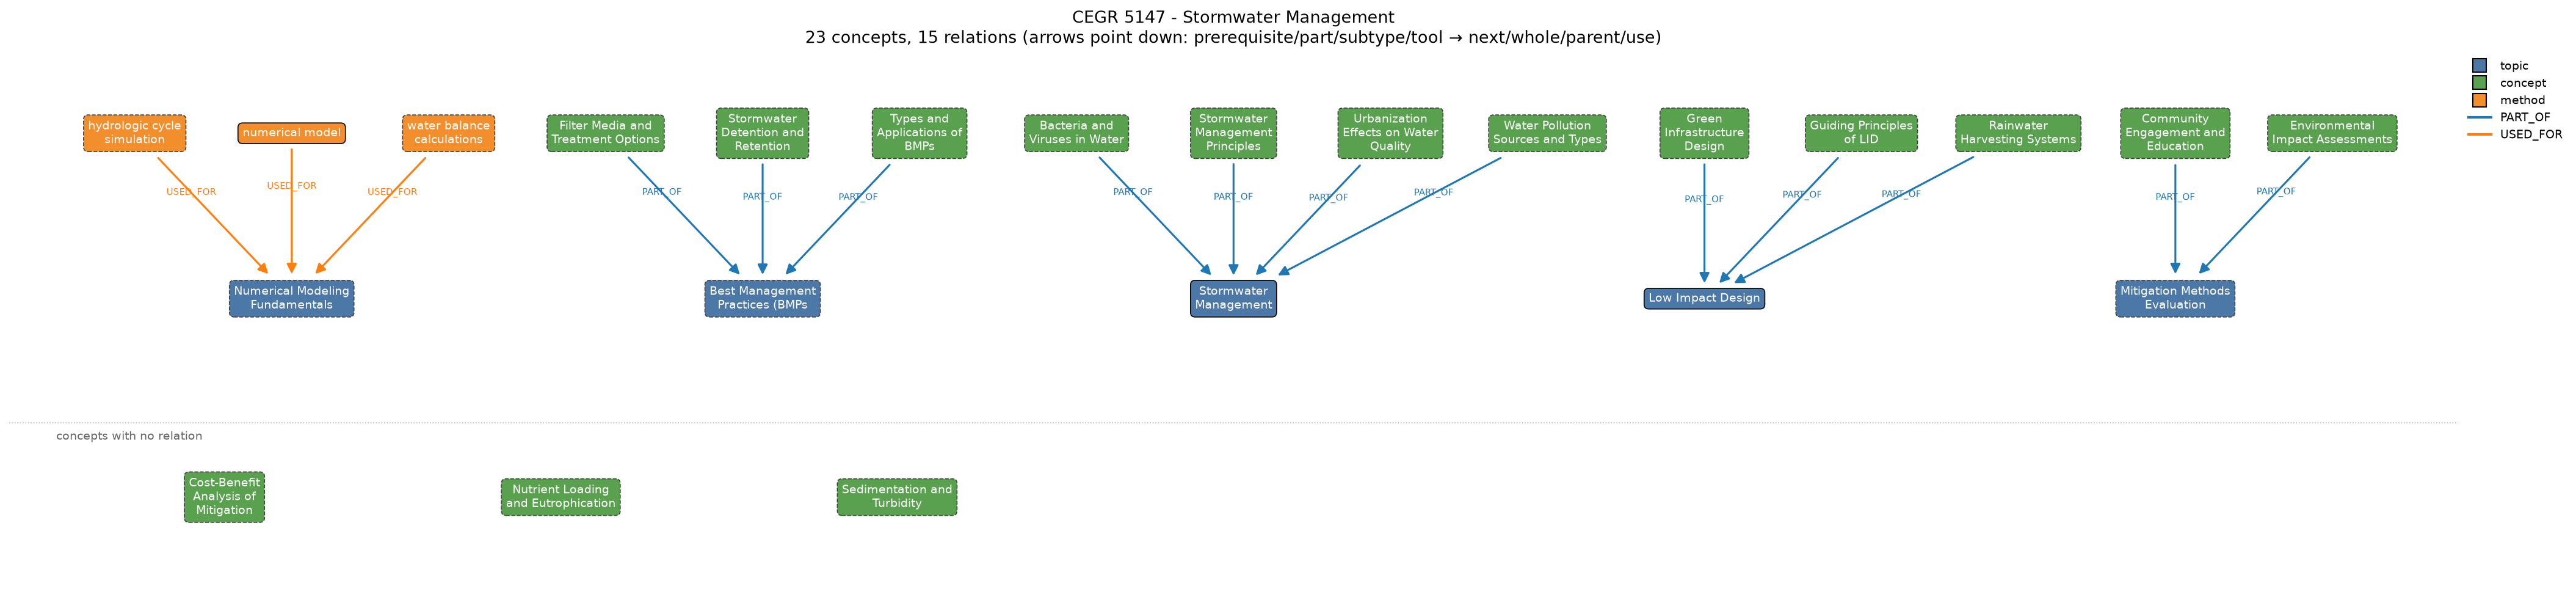 CEGR 5147 - Stormwater Management
23 concepts, 15 relations (arrows point down: prerequisite/part/subtype/tool → next/whole/parent/use)
topic
concept
method
PART_OF
USED_FOR
hydrologic cycle
simulation
numerical model
water balance
calculations
Filter Media and
Treatment Options
Stormwater
Detention and
Retention
Types and
Applications of
BMPs
Bacteria and
Viruses in Water
Stormwater
Management
Principles
Urbanization
Effects on Water
Quality
Water Pollution
Sources and Types
Green
Infrastructure
Design
Guiding Principles
of LID
Rainwater
Harvesting Systems
Community
Engagement and
Education
Environmental
Impact Assessments
USED_FOR
USED_FOR
USED_FOR
PART_OF
PART_OF
PART_OF
PART_OF
PART_OF
PART_OF
PART_OF
PART_OF
PART_OF
PART_OF
PART_OF
PART_OF
Numerical Modeling
Fundamentals
Best Management
Practices (BMPs
Stormwater
Management
Low Impact Design
Mitigation Methods
Evaluation
concepts with no relation
Cost-Benefit
Analysis of
Mitigation
Nutrient Loading
and Eutrophication
Sedimentation and
Turbidity